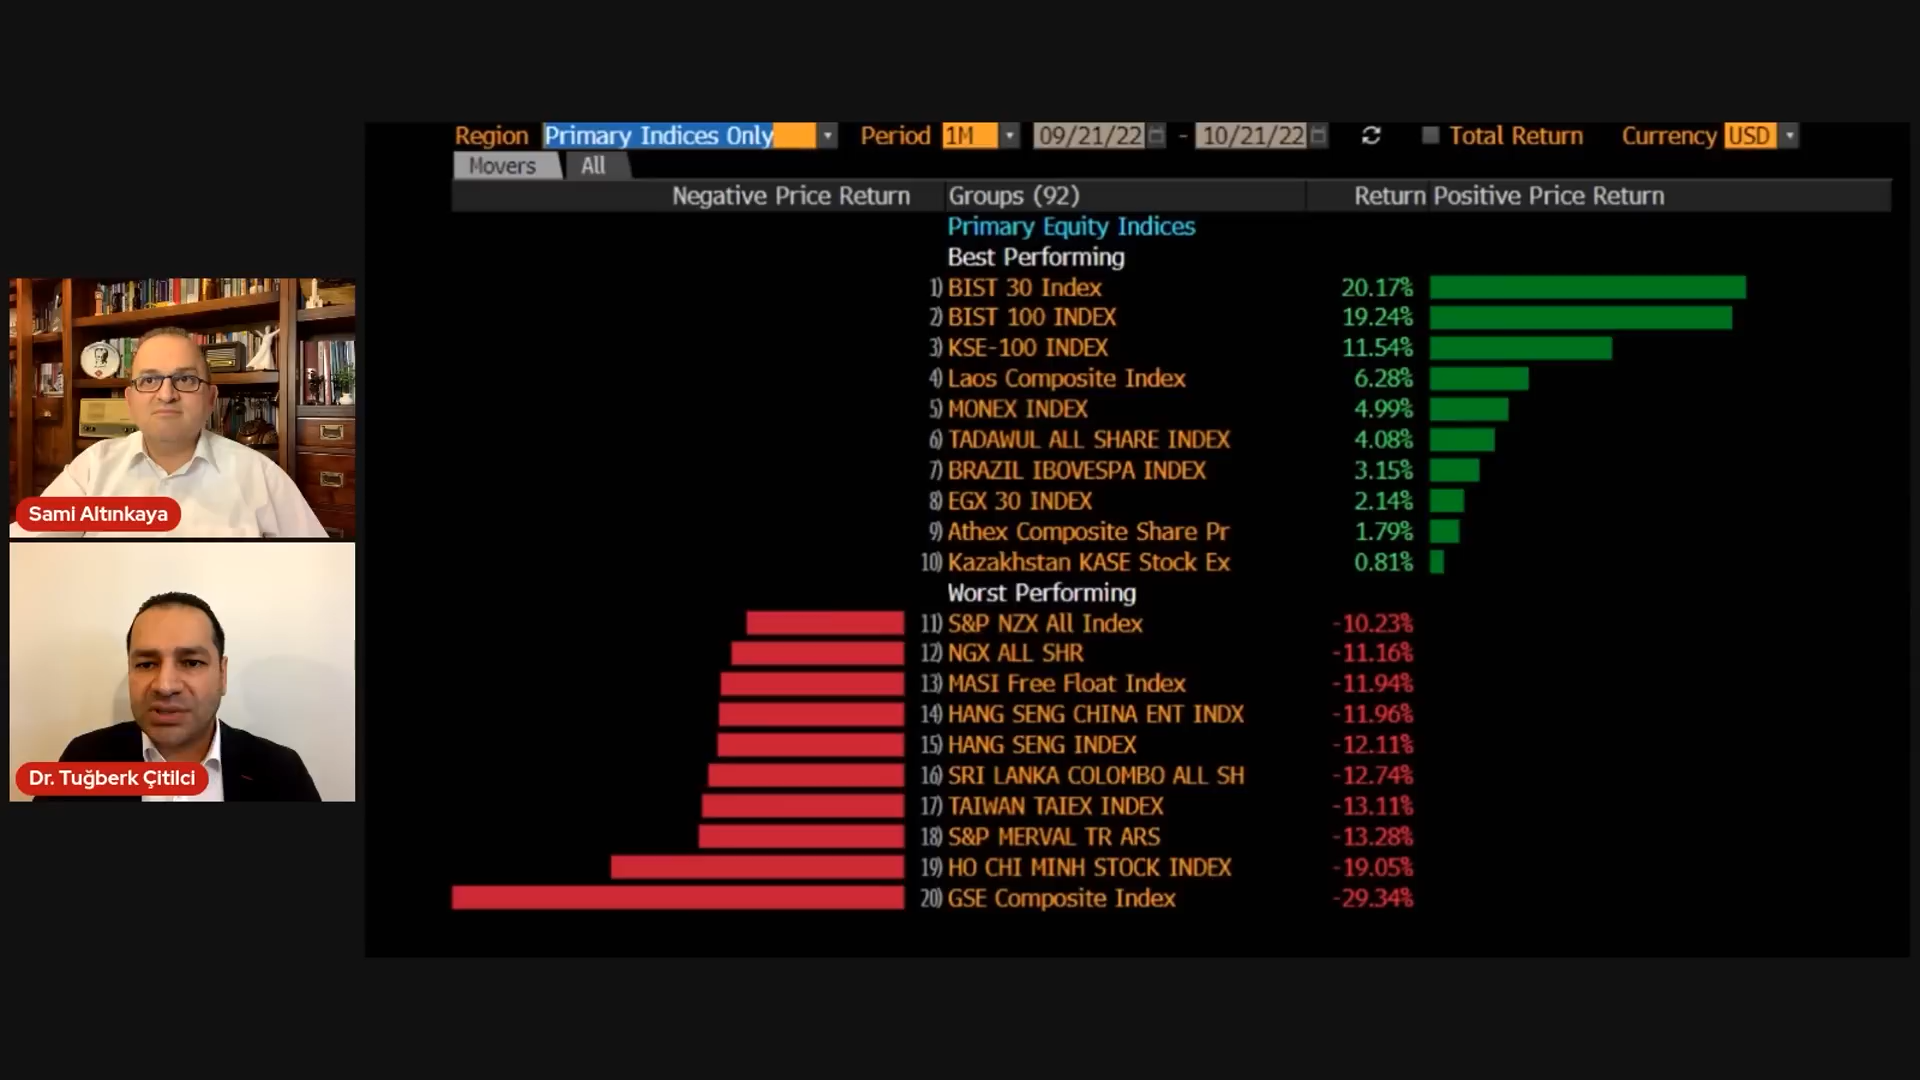 Region Primary Indices Only Period 1M 09/21/22 - 10/21/22 Total Return Currency USD
Movers All
Negative Price Return Groups (92) Return Positive Price Return
Primary Equity Indices
Best Performing
1) BIST 30 Index 20.17%
2) BIST 100 INDEX 19.24%
3) KSE-100 INDEX 11.54%
4) Laos Composite Index 6.28%
5) MONEX INDEX 4.99%
6) TADAWUL ALL SHARE INDEX 4.08%
7) BRAZIL IBOVESPA INDEX 3.15%
8) EGX 30 INDEX 2.14%
9) Athex Composite Share Pr 1.79%
10) Kazakhstan KASE Stock Ex 0.81%
Worst Performing
11) S&P NZX All Index -10.23%
12) NGX ALL SHR -11.16%
13) MASI Free Float Index -11.94%
14) HANG SENG CHINA ENT INDX -11.96%
15) HANG SENG INDEX -12.11%
16) SRI LANKA COLOMBO ALL SH -12.74%
17) TAIWAN TAIEX INDEX -13.11%
18) S&P MERVAL TR ARS -13.28%
19) HO CHI MINH STOCK INDEX -19.05%
20) GSE Composite Index -29.34%
Sami Altınkaya
Dr. Tuğberk Çitilci